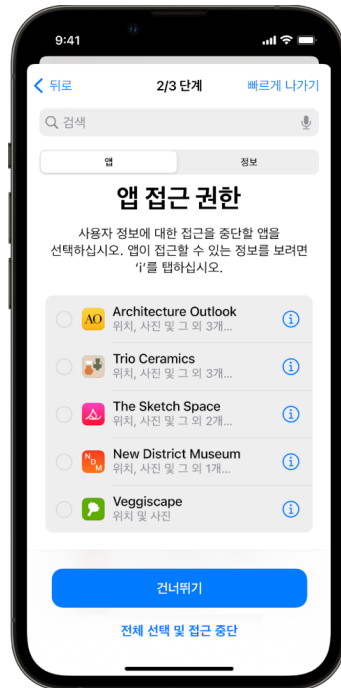 9:41
뒤로
2/3 단계
빠르게 나가기
검색
앱
정보
앱 접근 권한
사용자 정보에 대한 접근을 중단할 앱을
선택하십시오. 앱이 접근할 수 있는 정보를 보려면
‘i’를 탭하십시오.
AO
Architecture Outlook
위치, 사진 및 그 외 3개...
Trio Ceramics
위치, 사진 및 그 외 3개...
The Sketch Space
위치, 사진 및 그 외 2개...
NDM
New District Museum
위치, 사진 및 그 외 1개...
Veggiscape
위치 및 사진
건너뛰기
전체 선택 및 접근 중단